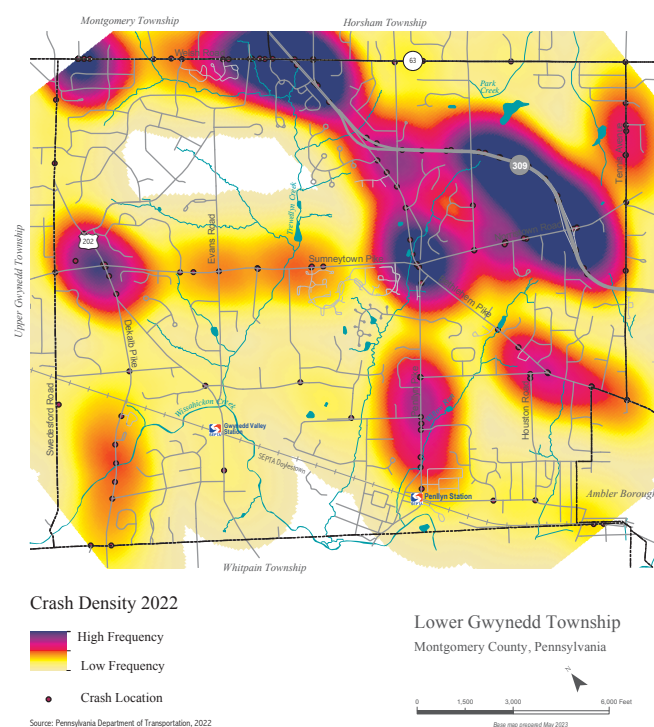 Montgomery Township
Horsham Township
63
Park
Creek
309
Trewellyn Creek
202
Evans Road
Sumneytown P
Upper Gwynedd Township
Dekalb Pike
Swedesford Road
Houston R
Wissahickon Creek
Gwynedd Valley
Station
SEPTA Doylestown
Penllyn Station
Ambler Borough
Whitpain Township
Crash Density 2022
High Frequency
Low Frequency
Crash Location
Source: Pennsylvania Department of Transportation, 2022
Lower Gwynedd Township
Montgomery County, Pennsylvania
0 1,500 3,000 6,000 Feet
Base map prepared May 2023